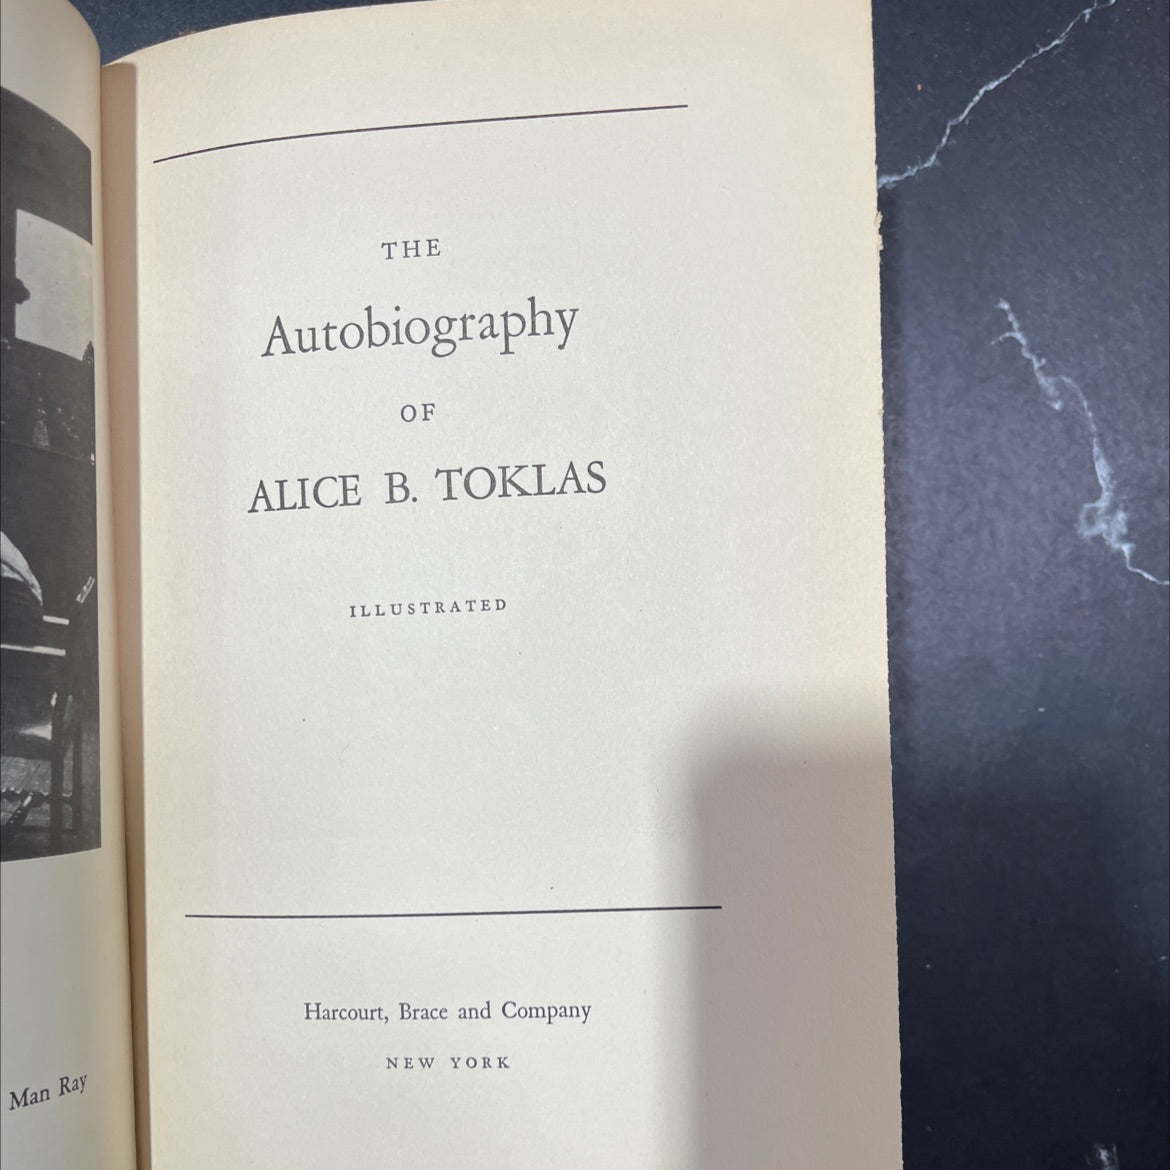 THE
Autobiography
OF
ALICE B. TOKLAS
ILLUSTRATED
Harcourt, Brace and Company
NEW YORK
Man Ray